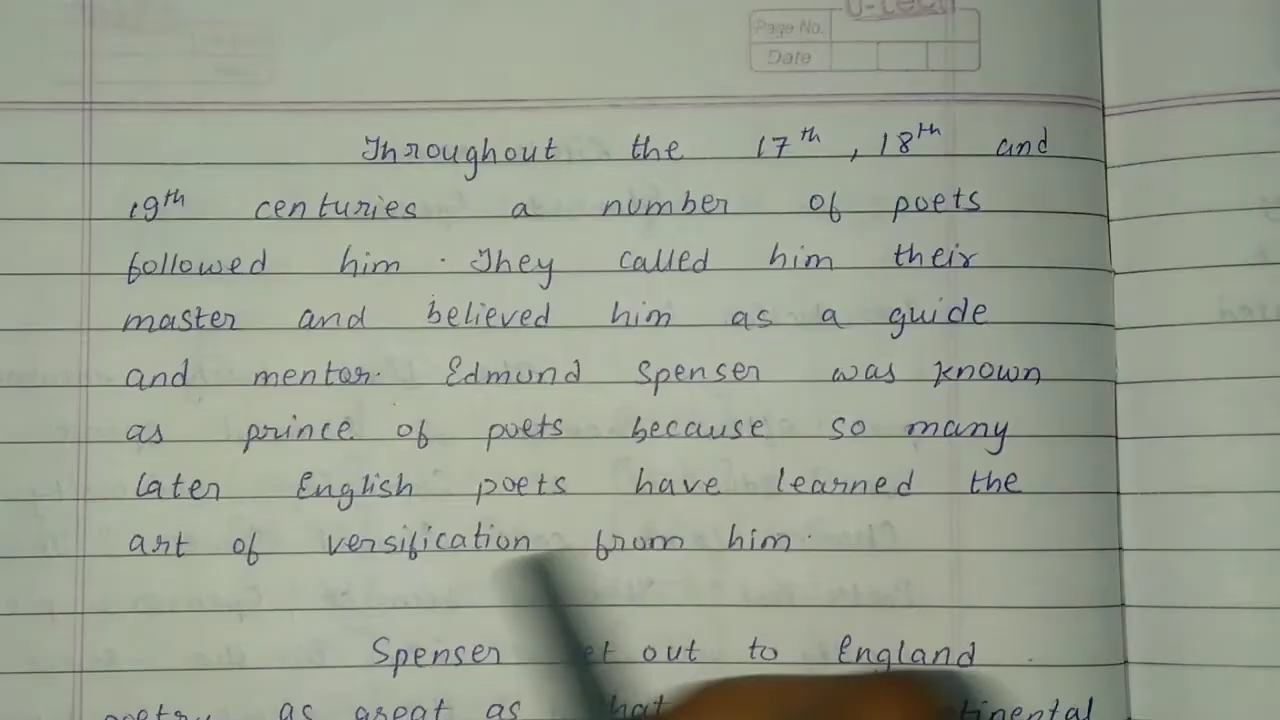 Page No.
Date
Throughout the 17th, 18th and
19th centuries a number of poets
followed him. They called him their
master and believed him as a guide
and mentor. Edmund Spenser was known
as prince of poets because so many
later English poets have learned the
art of versification from him.
Spenser out to England
as great as